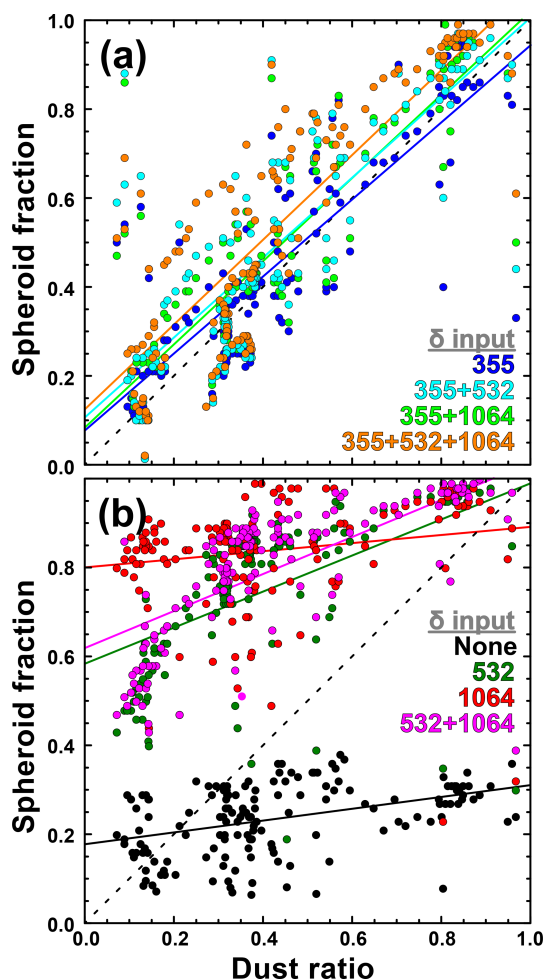 (a)
1.0
0.8
0.6
0.4
0.2
0.0
Spheroid fraction
δ input
355
355+532
355+1064
355+532+1064
(b)
0.8
0.6
0.4
0.2
0.0
Spheroid fraction
δ input
None
532
1064
532+1064
0.0 0.2 0.4 0.6 0.8 1.0
Dust ratio